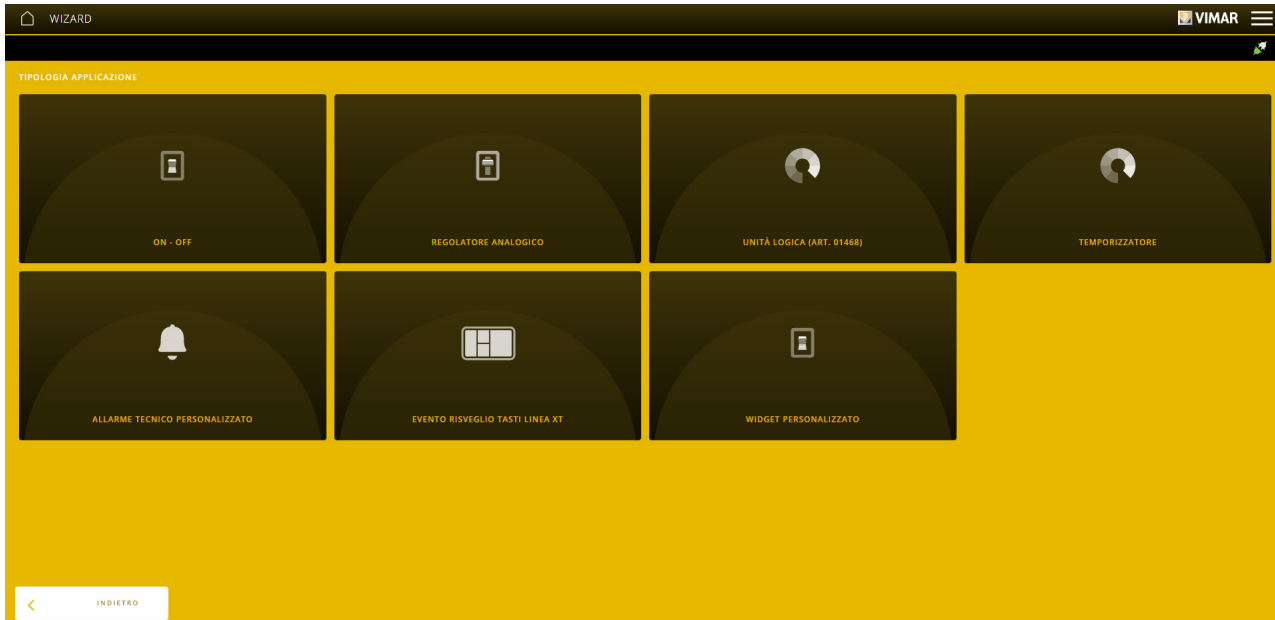 WIZARD
VIMAR
TIPOLOGIA APPLICAZIONE
ON - OFF
REGOLATORE ANALOGICO
UNITÀ LOGICA (ART. 01468)
TEMPORIZZATORE
ALLARME TECNICO PERSONALIZZATO
EVENTO RISVEGLIO TASTI LINEA XT
WIDGET PERSONALIZZATO
INDIETRO